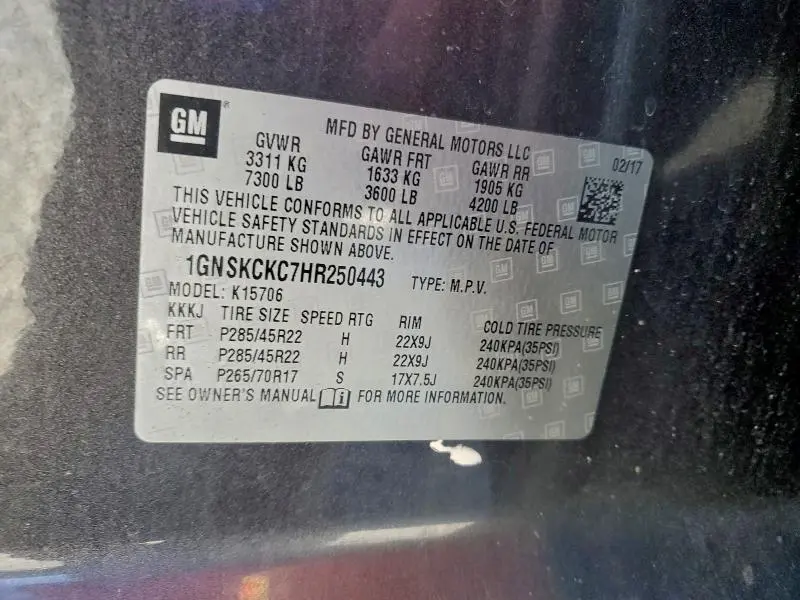 GM
MFD BY GENERAL MOTORS LLC
02/17
GVWR GAWR FRT GAWR RR
3311 KG 1633 KG 1905 KG
7300 LB 3600 LB 4200 LB
THIS VEHICLE CONFORMS TO ALL APPLICABLE U.S. FEDERAL MOTOR
VEHICLE SAFETY STANDARDS IN EFFECT ON THE DATE OF
MANUFACTURE SHOWN ABOVE.
1GNSKCKC7HR250443 TYPE: M.P.V.
MODEL: K15706
KKKJ TIRE SIZE SPEED RTG RIM COLD TIRE PRESSURE
FRT P285/45R22 H 22X9J 240KPA(35PSI)
RR P285/45R22 H 22X9J 240KPA(35PSI)
SPA P265/70R17 S 17X7.5J 240KPA(35PSI)
SEE OWNER'S MANUAL i FOR MORE INFORMATION.